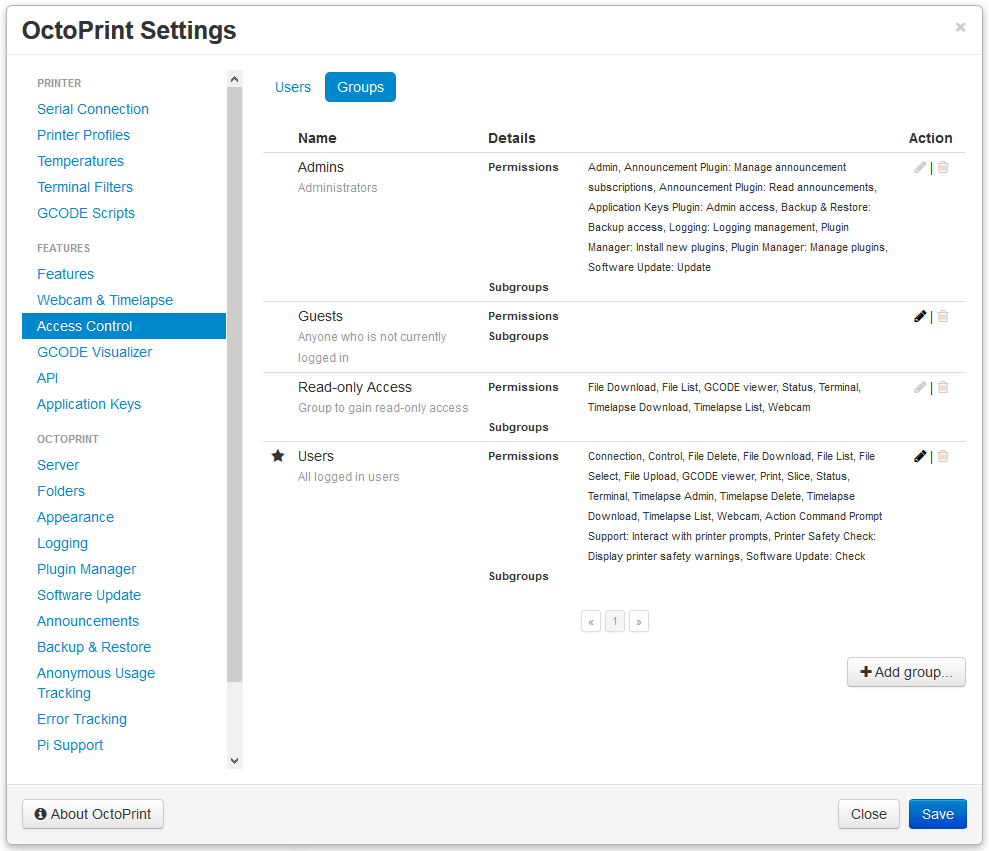 OctoPrint Settings
×
PRINTER
Serial Connection
Printer Profiles
Temperatures
Terminal Filters
GCODE Scripts
FEATURES
Features
Webcam & Timelapse
Access Control
GCODE Visualizer
API
Application Keys
OCTOPRINT
Server
Folders
Appearance
Logging
Plugin Manager
Software Update
Announcements
Backup & Restore
Anonymous Usage
Tracking
Error Tracking
Pi Support
Users Groups
Name Details Action
Admins
Administrators
Permissions
Admin, Announcement Plugin: Manage announcement
subscriptions, Announcement Plugin: Read announcements,
Application Keys Plugin: Admin access, Backup & Restore:
Backup access, Logging: Logging management, Plugin
Manager: Install new plugins, Plugin Manager: Manage plugins,
Software Update: Update
|
Subgroups
Guests
Anyone who is not currently
logged in
Permissions
|
Subgroups
Read-only Access
Group to gain read-only access
Permissions
File Download, File List, GCODE viewer, Status, Terminal,
Timelapse Download, Timelapse List, Webcam
|
Subgroups
Users
All logged in users
Permissions
Connection, Control, File Delete, File Download, File List, File
Select, File Upload, GCODE viewer, Print, Slice, Status,
Terminal, Timelapse Admin, Timelapse Delete, Timelapse
Download, Timelapse List, Webcam, Action Command Prompt
Support: Interact with printer prompts, Printer Safety Check:
Display printer safety warnings, Software Update: Check
|
Subgroups
« 1 »
Add group...
About OctoPrint
Close Save